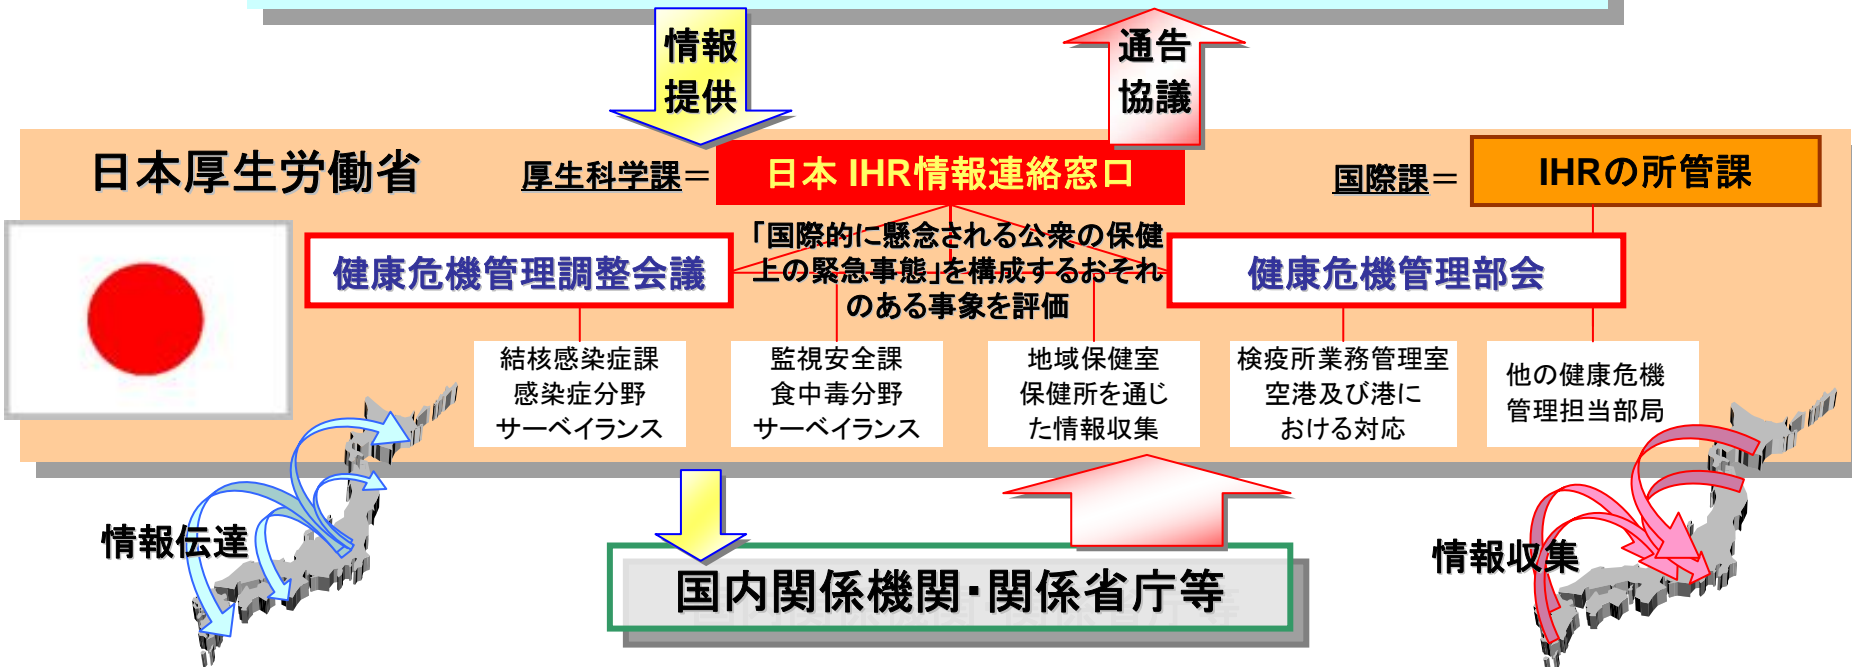 情報
提供
通告
協議
日本厚生労働省
厚生科学課＝
日本 IHR情報連絡窓口
国際課＝
IHRの所管課
健康危機管理調整会議
「国際的に懸念される公衆の保健
上の緊急事態」を構成するおそれ
のある事象を評価
健康危機管理部会
結核感染症課
感染症分野
サーベイランス
監視安全課
食中毒分野
サーベイランス
地域保健室
保健所を通じ
た情報収集
検疫所業務管理室
空港及び港に
おける対応
他の健康危機
管理担当部局
情報伝達
情報収集
国内関係機関・関係省庁等